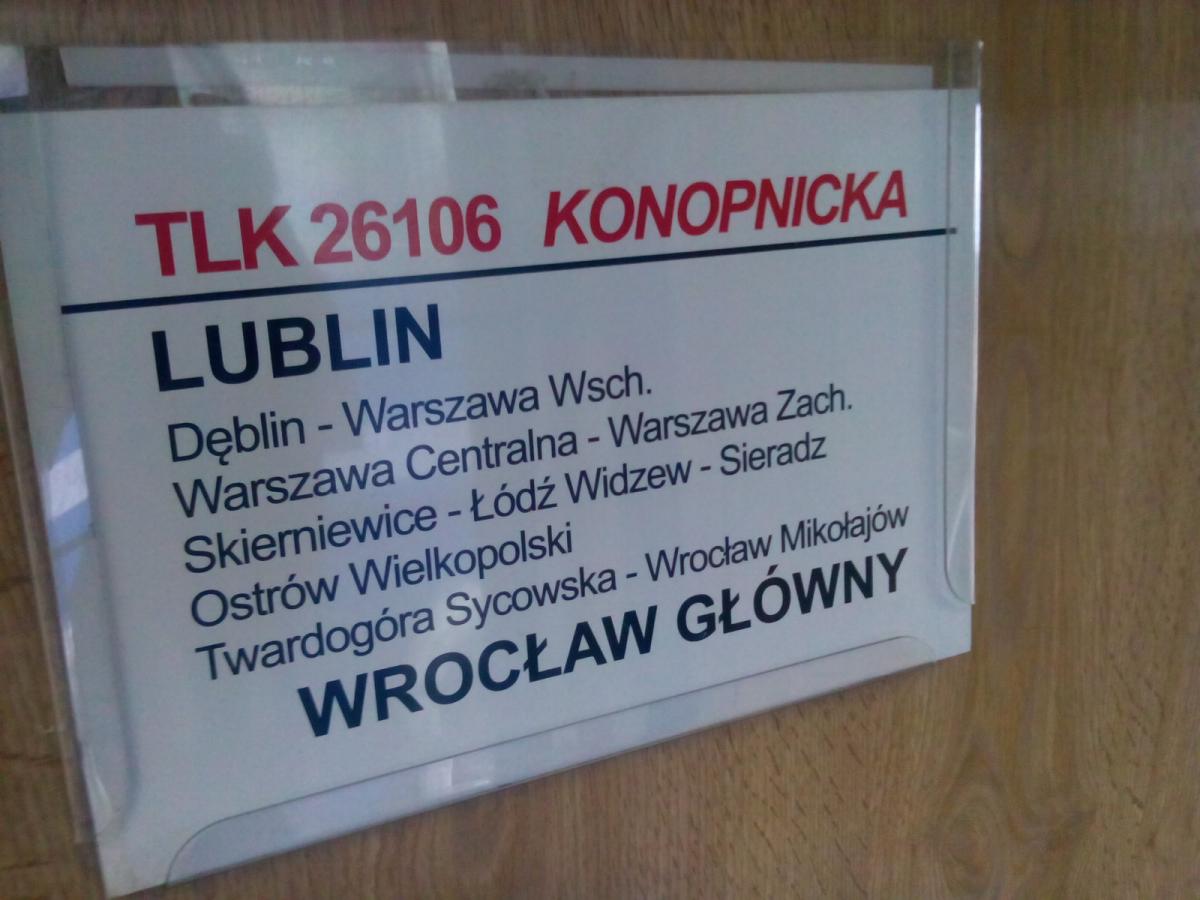 TLK 26106 KONOPNICKA
LUBLIN
Dęblin - Warszawa Wsch.
Warszawa Centralna - Warszawa Zach.
Skierniewice - Łódź Widzew - Sieradz
Ostrów Wielkopolski
Twardogóra Sycowska - Wrocław Mikołajów
WROCŁAW GŁÓWNY